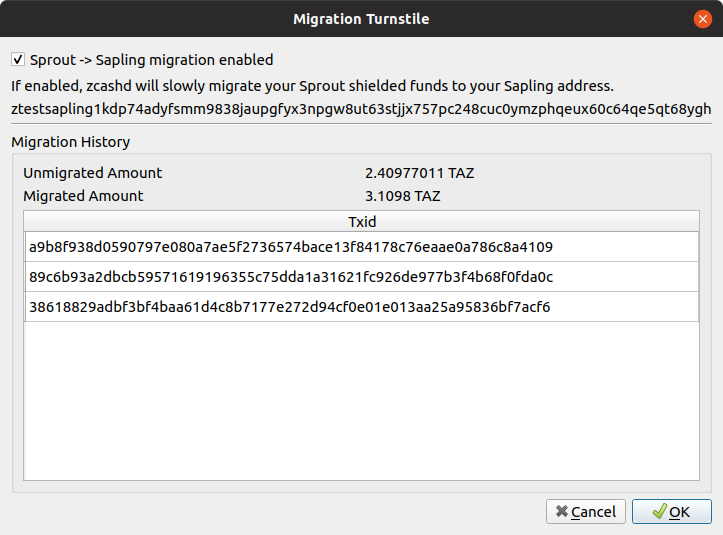 Migration Turnstile
Sprout -> Sapling migration enabled
If enabled, zcashd will slowly migrate your Sprout shielded funds to your Sapling address.
ztestsapling1kdp74adyfsmm9838jaupgfyx3npgw8ut63stjjx757pc248cuc0ymzphqeux60c64qe5qt68ygh
Migration History
Unmigrated Amount 2.40977011 TAZ
Migrated Amount 3.1098 TAZ
Txid
a9b8f938d0590797e080a7ae5f2736574bace13f84178c76eaae0a786c8a4109
89c6b93a2dbcb59571619196355c75dda1a31621fc926de977b3f4b68f0fda0c
38618829adbf3bf4baa61d4c8b7177e272d94cf0e01e013aa25a95836bf7acf6
Cancel OK